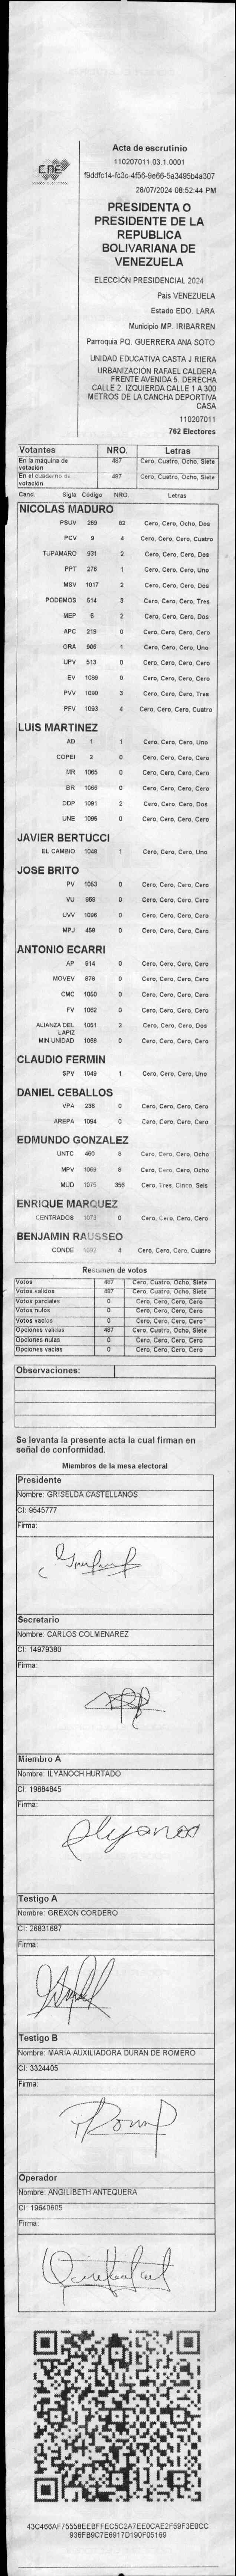 CNE
Acta de escrutinio
110207011.03.1.0001
f9ddfc14-fc3c-4f56-9e66-5a3495b4a307
28/07/2024 08:52:44 PM
PRESIDENTA O
PRESIDENTE DE LA
REPUBLICA
BOLIVARIANA DE
VENEZUELA
ELECCIÓN PRESIDENCIAL 2024
Pais VENEZUELA
Estado EDO. LARA
Municipio MP. IRIBARREN
Parroquia PQ. GUERRERA ANA SOTO
UNIDAD EDUCATIVA CASTA J RIERA
URBANIZACIÓN RAFAEL CALDERA
FRENTE AVENIDA 5. DERECHA
CALLE 2. IZQUIERDA CALLE 1 A 300
METROS DE LA CANCHA DEPORTIVA
CASA
110207011
762 Electores
Votantes NRO. Letras
En la máquina de votación 487 Cero, Cuatro, Ocho, Siete
En el cuaderno de votación 487 Cero, Cuatro, Ocho, Siete
Cand. Sigla Código NRO. Letras
NICOLAS MADURO
PSUV 269 82 Cero, Cero, Ocho, Dos
PCV 9 4 Cero, Cero, Cero, Cuatro
TUPAMARO 931 2 Cero, Cero, Cero, Dos
PPT 276 1 Cero, Cero, Cero, Uno
MSV 1017 2 Cero, Cero, Cero, Dos
PODEMOS 514 3 Cero, Cero, Cero, Tres
MEP 6 2 Cero, Cero, Cero, Dos
APC 219 0 Cero, Cero, Cero, Cero
ORA 906 1 Cero, Cero, Cero, Uno
UPV 513 0 Cero, Cero, Cero, Cero
EV 1089 0 Cero, Cero, Cero, Cero
PVV 1090 3 Cero, Cero, Cero, Tres
PFV 1093 4 Cero, Cero, Cero, Cuatro
LUIS MARTINEZ
AD 1 1 Cero, Cero, Cero, Uno
COPEI 2 0 Cero, Cero, Cero, Cero
MR 1065 0 Cero, Cero, Cero, Cero
BR 1066 0 Cero, Cero, Cero, Cero
DDP 1091 2 Cero, Cero, Cero, Dos
UNE 1095 0 Cero, Cero, Cero, Cero
JAVIER BERTUCCI
EL CAMBIO 1048 1 Cero, Cero, Cero, Uno
JOSE BRITO
PV 1053 0 Cero, Cero, Cero, Cero
VU 968 0 Cero, Cero, Cero, Cero
UVV 1096 0 Cero, Cero, Cero, Cero
MPJ 458 0 Cero, Cero, Cero, Cero
ANTONIO ECARRI
AP 914 0 Cero, Cero, Cero, Cero
MOVEV 878 0 Cero, Cero, Cero, Cero
CMC 1050 0 Cero, Cero, Cero, Cero
FV 1062 0 Cero, Cero, Cero, Cero
ALIANZA DEL LAPIZ 1051 2 Cero, Cero, Cero, Dos
MIN UNIDAD 1068 0 Cero, Cero, Cero, Cero
CLAUDIO FERMIN
SPV 1049 1 Cero, Cero, Cero, Uno
DANIEL CEBALLOS
VPA 236 0 Cero, Cero, Cero, Cero
AREPA 1094 0 Cero, Cero, Cero, Cero
EDMUNDO GONZALEZ
UNTC 460 8 Cero, Cero, Cero, Ocho
MPV 1069 8 Cero, Cero, Cero, Ocho
MUD 1075 356 Cero, Tres, Cinco, Seis
ENRIQUE MARQUEZ
CENTRADOS 1073 0 Cero, Cero, Cero, Cero
BENJAMIN RAUSSEO
CONDE 1092 4 Cero, Cero, Cero, Cuatro
Resumen de votos
Votos 487 Cero, Cuatro, Ocho, Siete
Votos validos 487 Cero, Cuatro, Ocho, Siete
Votos parciales 0 Cero, Cero, Cero, Cero
Votos nulos 0 Cero, Cero, Cero, Cero
Votos vacios 0 Cero, Cero, Cero, Cero
Opciones validas 487 Cero, Cuatro, Ocho, Siete
Opciones nulas 0 Cero, Cero, Cero, Cero
Opciones vacias 0 Cero, Cero, Cero, Cero
Observaciones:
Se levanta la presente acta la cual firman en
señal de conformidad.
Miembros de la mesa electoral
Presidente
Nombre: GRISELDA CASTELLANOS
CI: 9545777
Firma:
Secretario
Nombre: CARLOS COLMENAREZ
CI: 14979380
Firma:
Miembro A
Nombre: ILYANOCH HURTADO
CI: 19884845
Firma:
Testigo A
Nombre: GREXON CORDERO
CI: 26831687
Firma:
Testigo B
Nombre: MARIA AUXILIADORA DURAN DE ROMERO
CI: 3324405
Firma:
Operador
Nombre: ANGILIBETH ANTEQUERA
CI: 19640605
Firma:
43C466AF75558EEBFFEC5C2A7EE0CAE2F59F3E0CC
936FB9C7E6917D190F05169